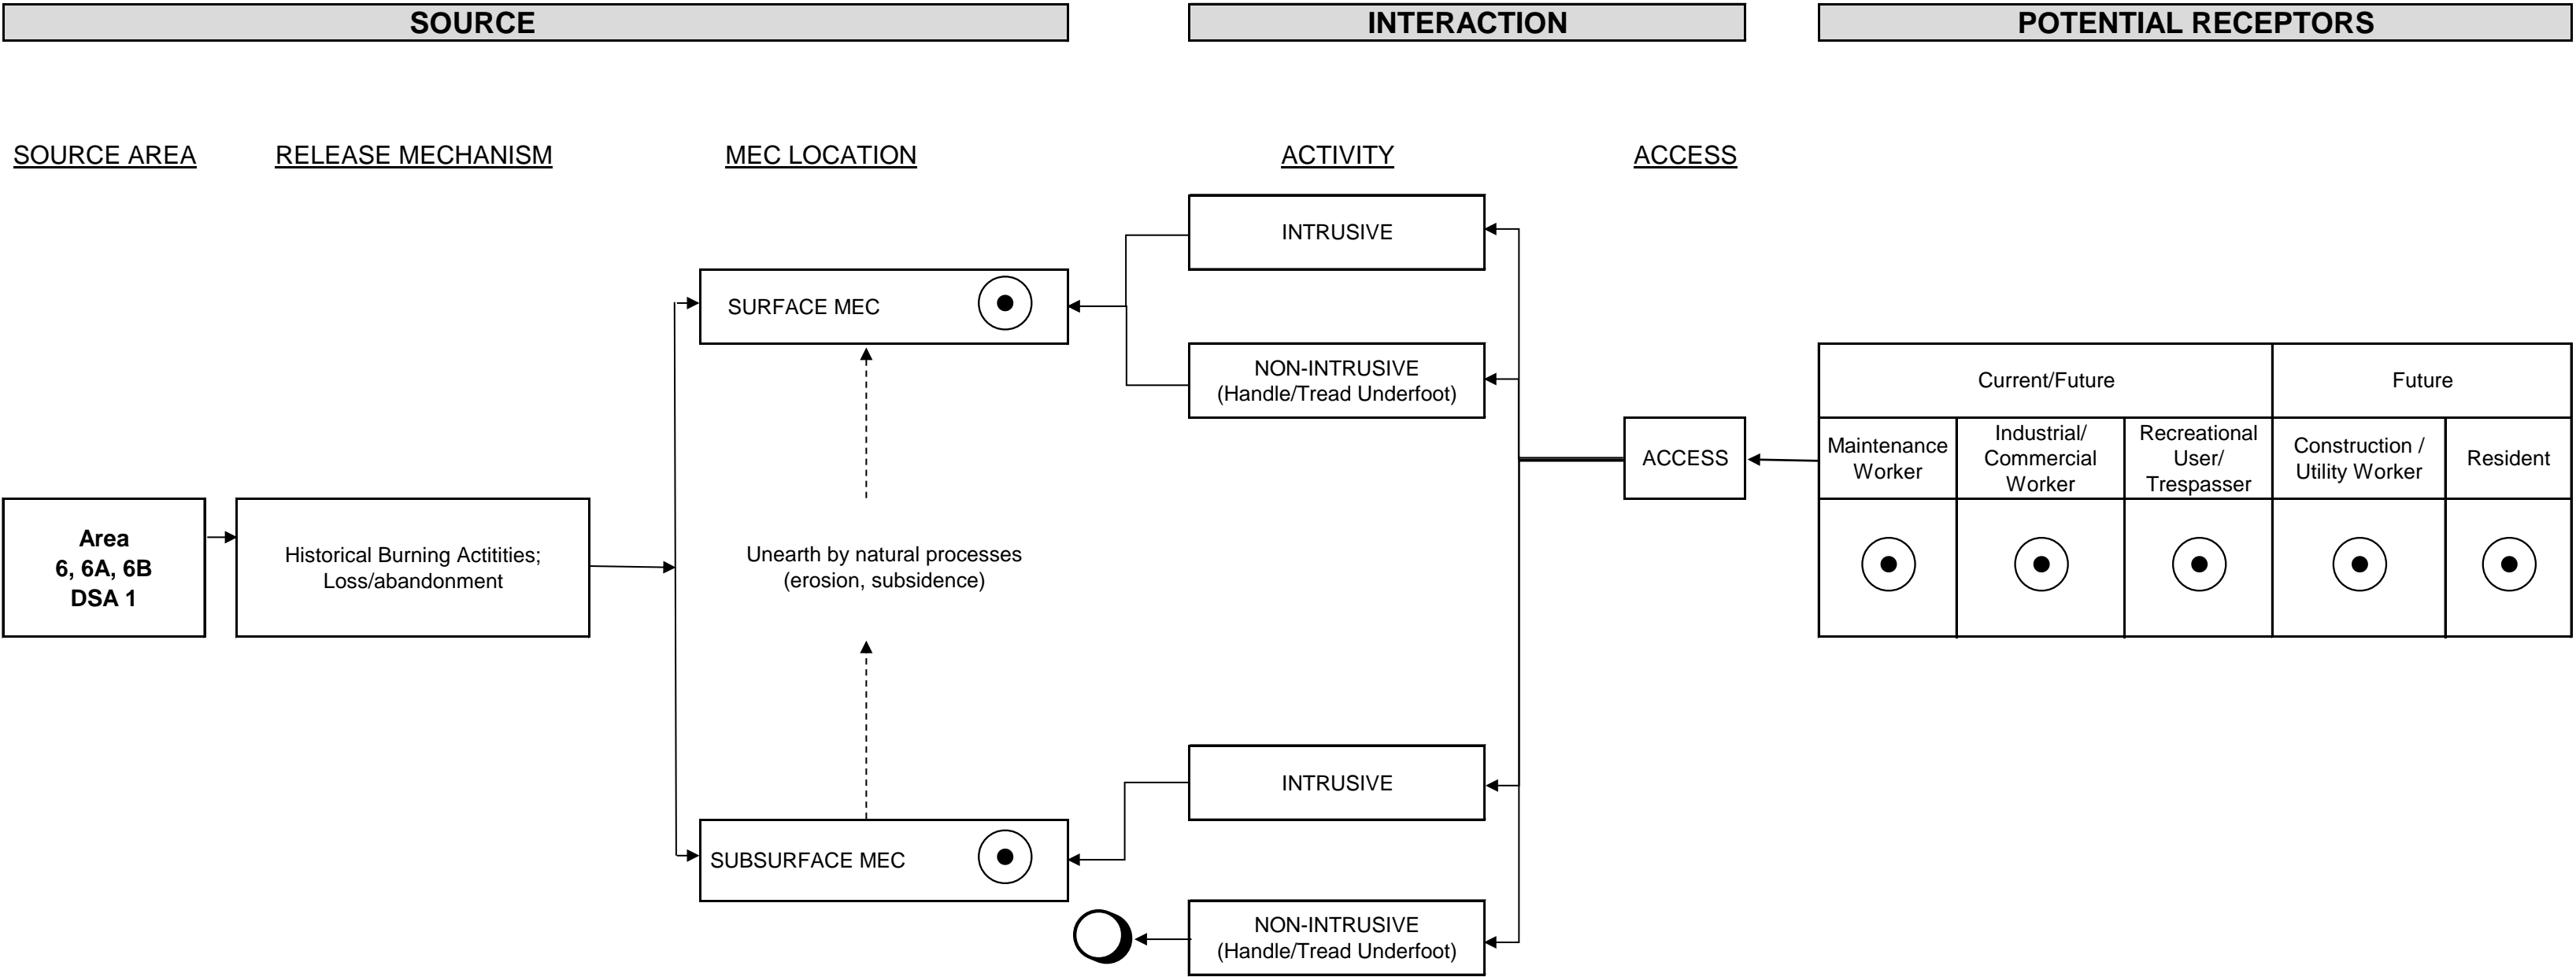 SOURCE
INTERACTION
POTENTIAL RECEPTORS
SOURCE AREA
RELEASE MECHANISM
MEC LOCATION
ACTIVITY
ACCESS
INTRUSIVE
SURFACE MEC
NON-INTRUSIVE
(Handle/Tread Underfoot)
Current/Future
Future
ACCESS
Maintenance
Worker
Industrial/
Commercial
Worker
Recreational
User/
Trespasser
Construction /
Utility Worker
Resident
Area
6, 6A, 6B
DSA 1
Historical Burning Actitities;
Loss/abandonment
Unearth by natural processes
(erosion, subsidence)
INTRUSIVE
SUBSURFACE MEC
NON-INTRUSIVE
(Handle/Tread Underfoot)